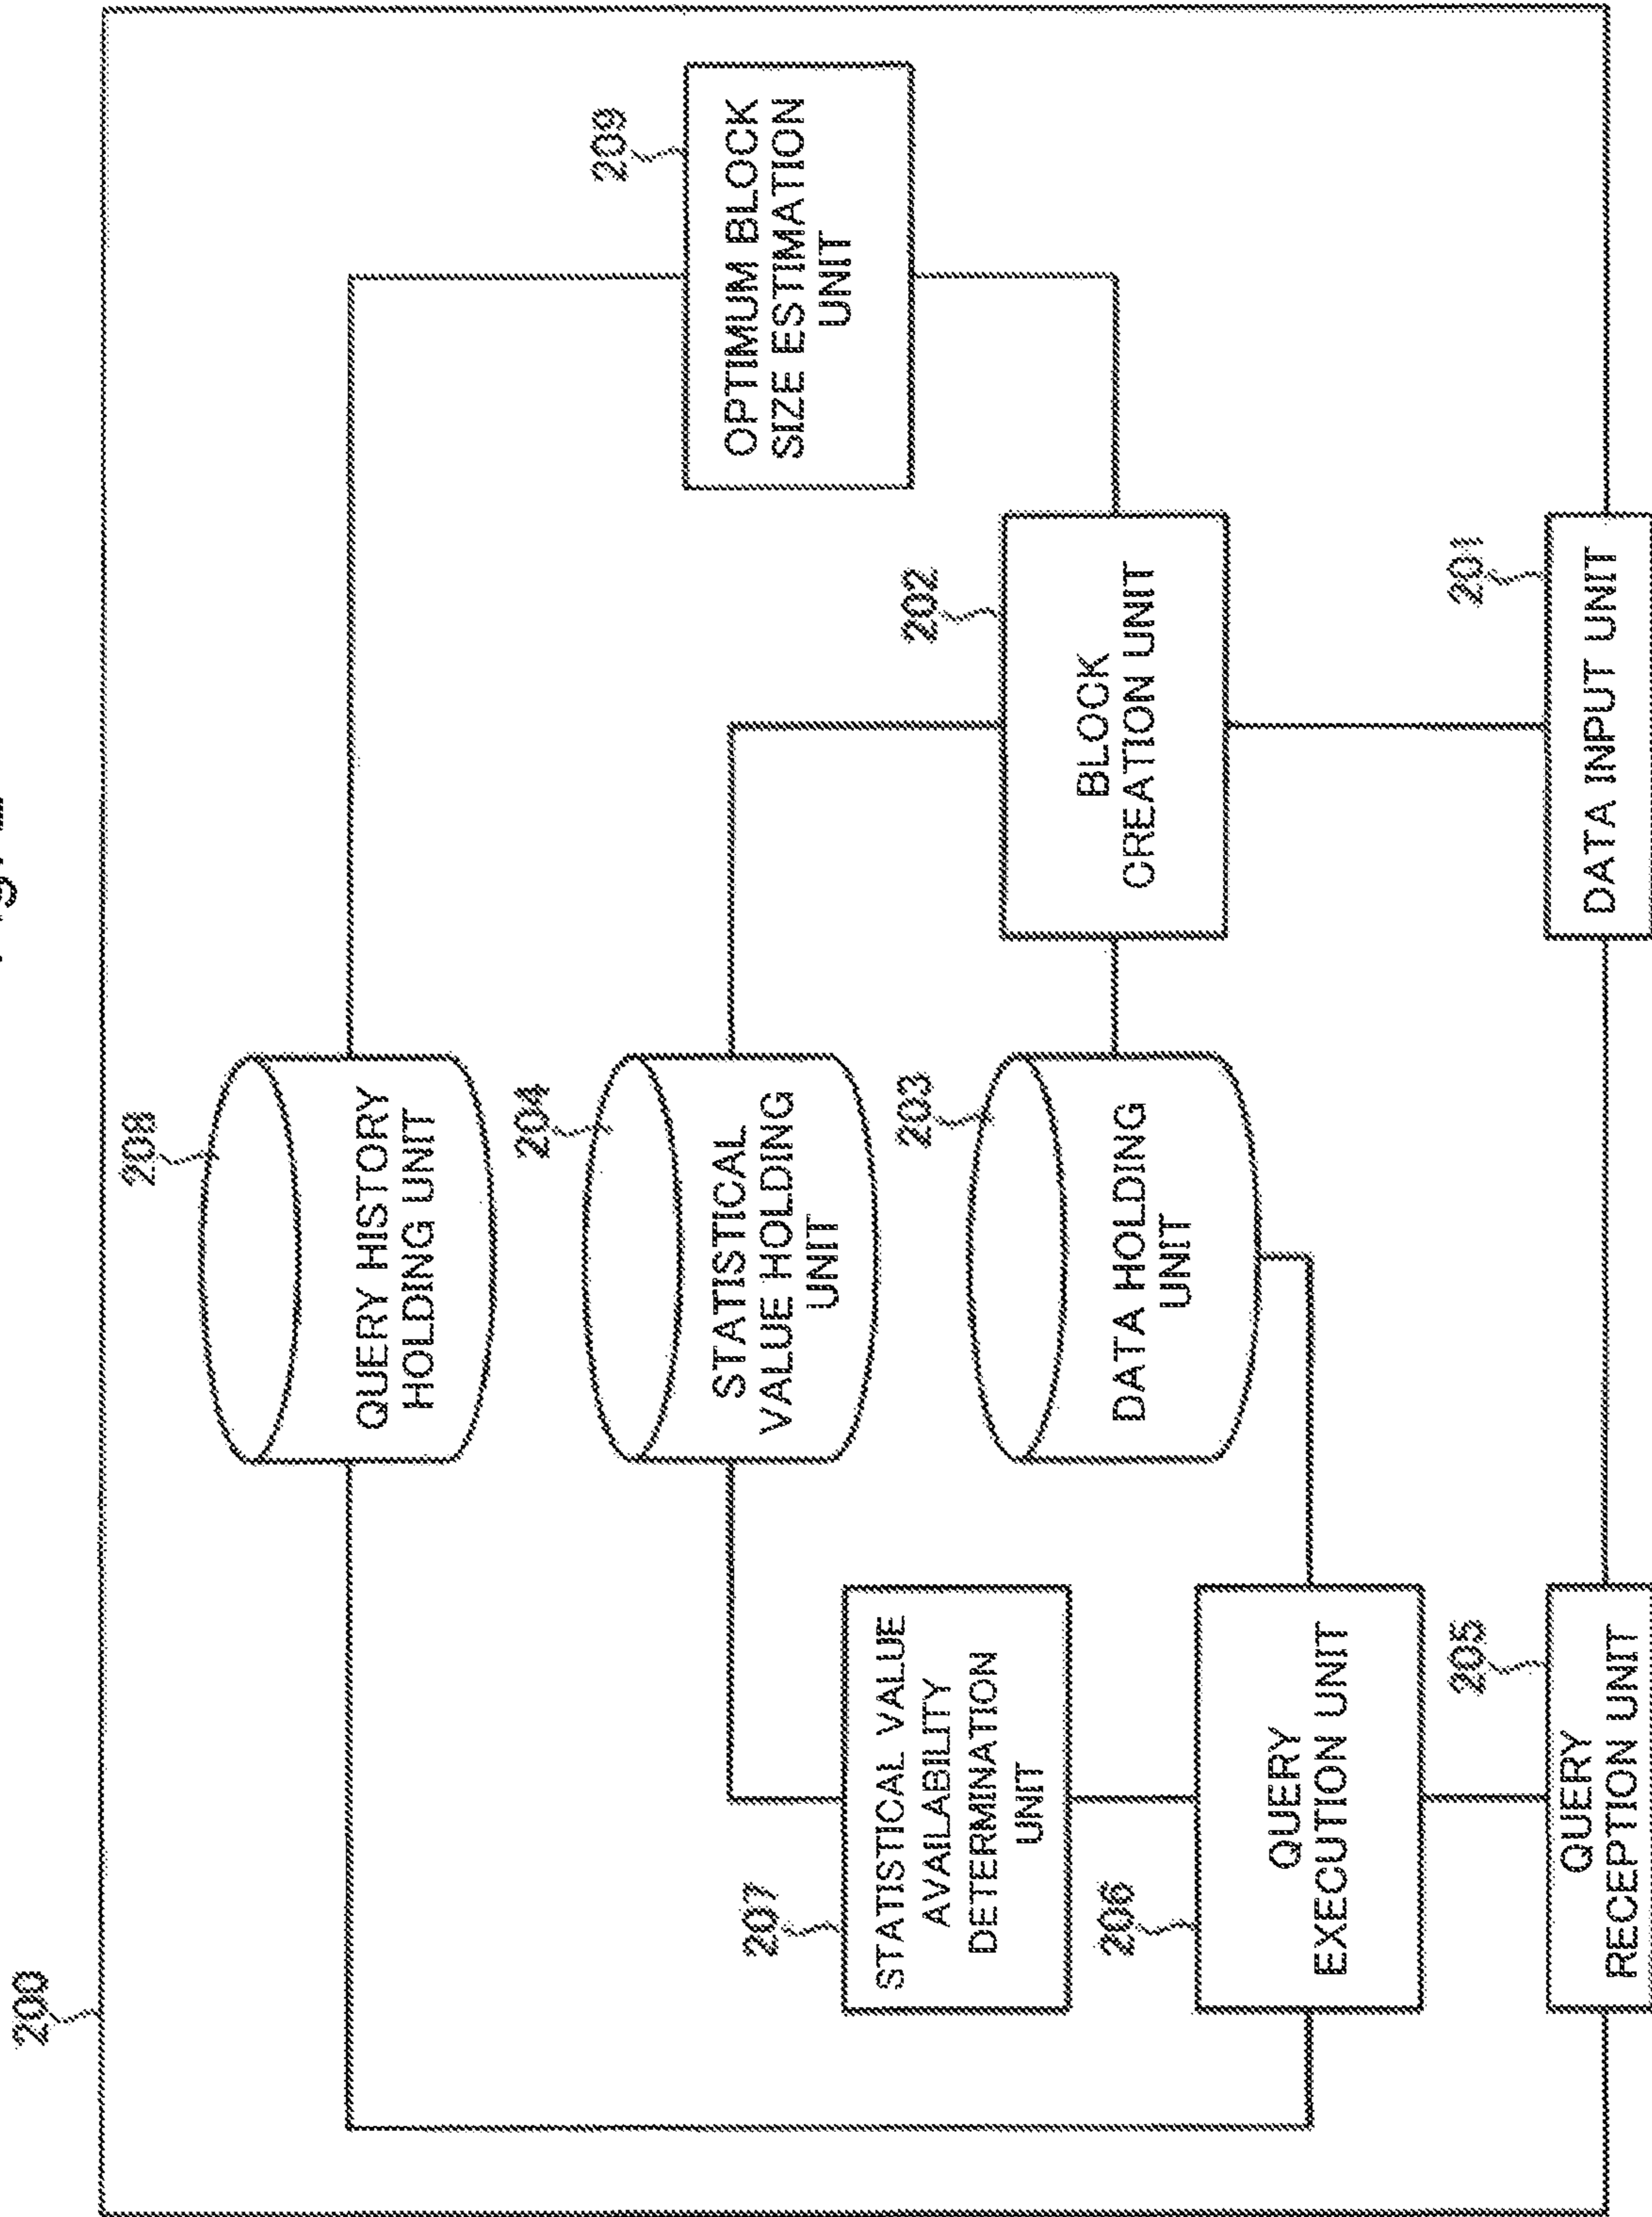 200
208
QUERY HISTORY
HOLDING UNIT
204
STATISTICAL
VALUE HOLDING
UNIT
209
OPTIMUM BLOCK
SIZE ESTIMATION
UNIT
207
STATISTICAL VALUE
AVAILABILITY
DETERMINATION
UNIT
203
DATA HOLDING
UNIT
202
BLOCK
CREATION UNIT
206
QUERY
EXECUTION UNIT
205
QUERY
RECEPTION UNIT
201
DATA INPUT UNIT